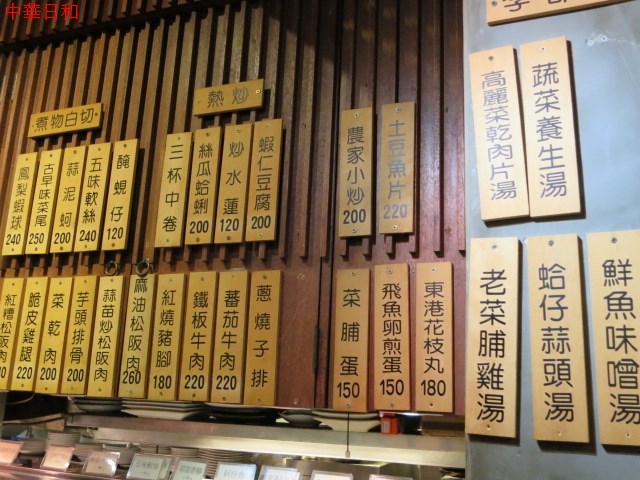 中華日和
煮物白切
鳳梨蝦球 240
古早味菜尾 250
蒜泥蚵 200
五味軟絲 240
醃蜆仔 120
熱炒
三杯中卷
絲瓜蛤蜊 200
炒水蓮 120
蝦仁豆腐 200
農家小炒 200
土豆魚片 220
高麗菜乾肉片湯
蔬菜養生湯
紅糟松阪肉
脆皮雞腿 220
菜乾肉 200
芋頭排骨 200
蒜苗炒松阪肉
麻油松阪肉 260
紅燒豬腳 180
鐵板牛肉 220
蕃茄牛肉 220
蔥燒子排
菜脯蛋 150
飛魚卵煎蛋 150
東港花枝丸 180
老菜脯雞湯
蛤仔蒜頭湯
鮮魚味噌湯